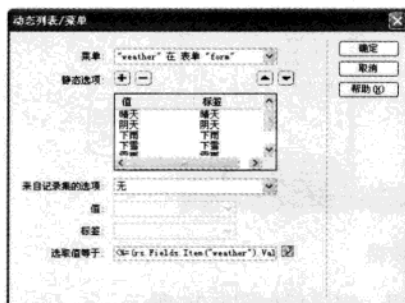 动态列表/菜单
菜单: "weather" 在 表单 "form"
确定
静态选项:
取消
帮助(H)
值 标签
晴天 晴天
阴天 阴天
下雨 下雨
下雪 下雪
来自记录集的选项: 无
值:
标签:
选取值等于: <%=(rs.Fields.Item("weather").Val